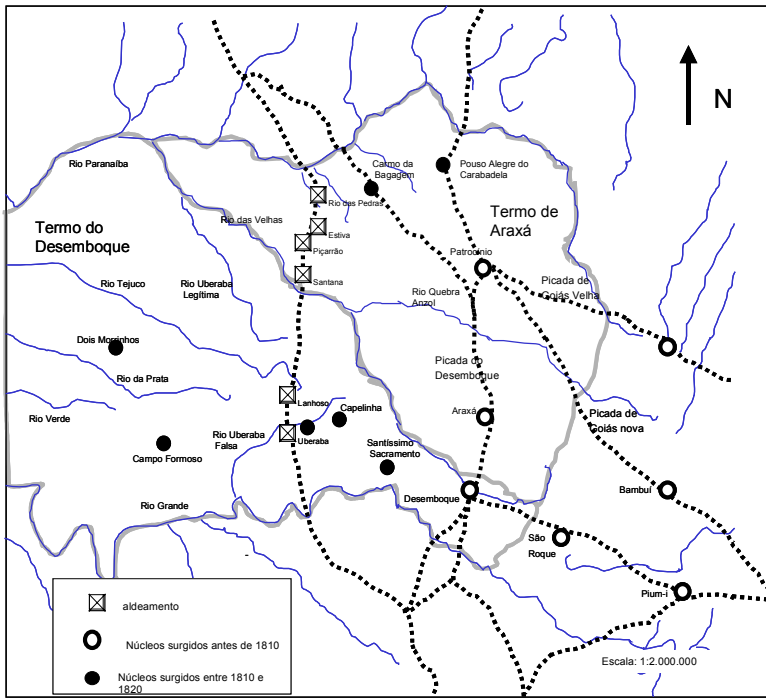 N
Rio Paranaíba
Carmo da
Bagagem
Pouso Alegre do
Carabadela
Rio das Pedras
Termo do
Desemboque
Rio das Velhas
Estiva
Termo de
Araxá
Piçarrão
Patrocínio
Santana
Rio Tejuco
Rio Uberaba
Legítima
Rio Quebra
Anzol
Picada de
Goiás Velha
Dois Morrinhos
Picada do
Desemboque
Rio da Prata
Lanhoso
Capelinha
Araxá
Picada de
Goiás nova
Rio Verde
Rio Uberaba
Falsa
Uberaba
Campo Formoso
Santíssimo
Sacramento
Desemboque
Bambuí
Rio Grande
São
Roque
Pium-i
aldeamento
Núcleos surgidos antes de 1810
Núcleos surgidos entre 1810 e
1820
Escala: 1:2.000.000